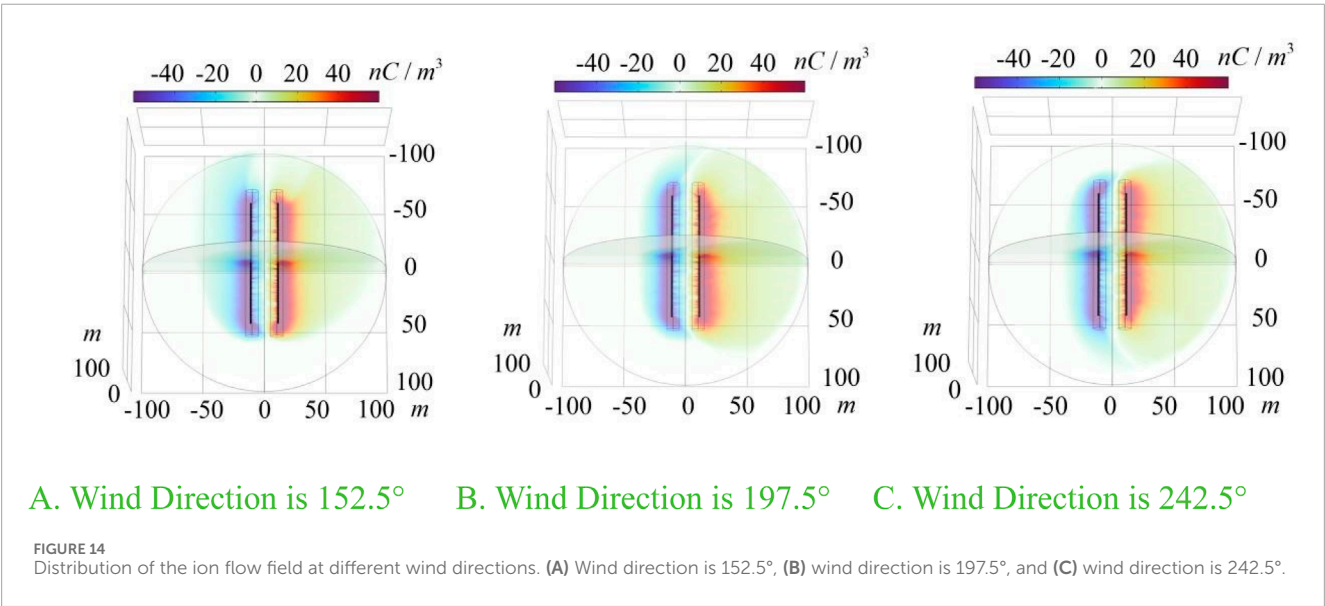 -40 -20 0 20 40 nC / m³
-100
-50
0
50
100
m
100
0
-100 -50 0 50 100 m
-40 -20 0 20 40 nC / m³
-100
-50
0
50
100
m
100
0
-100 -50 0 50 100 m
-40 -20 0 20 40 nC / m³
-100
-50
0
50
100
m
100
0
-100 -50 0 50 100 m
A. Wind Direction is 152.5° B. Wind Direction is 197.5° C. Wind Direction is 242.5°
FIGURE 14
Distribution of the ion flow field at different wind directions. (A) Wind direction is 152.5°, (B) wind direction is 197.5°, and (C) wind direction is 242.5°.